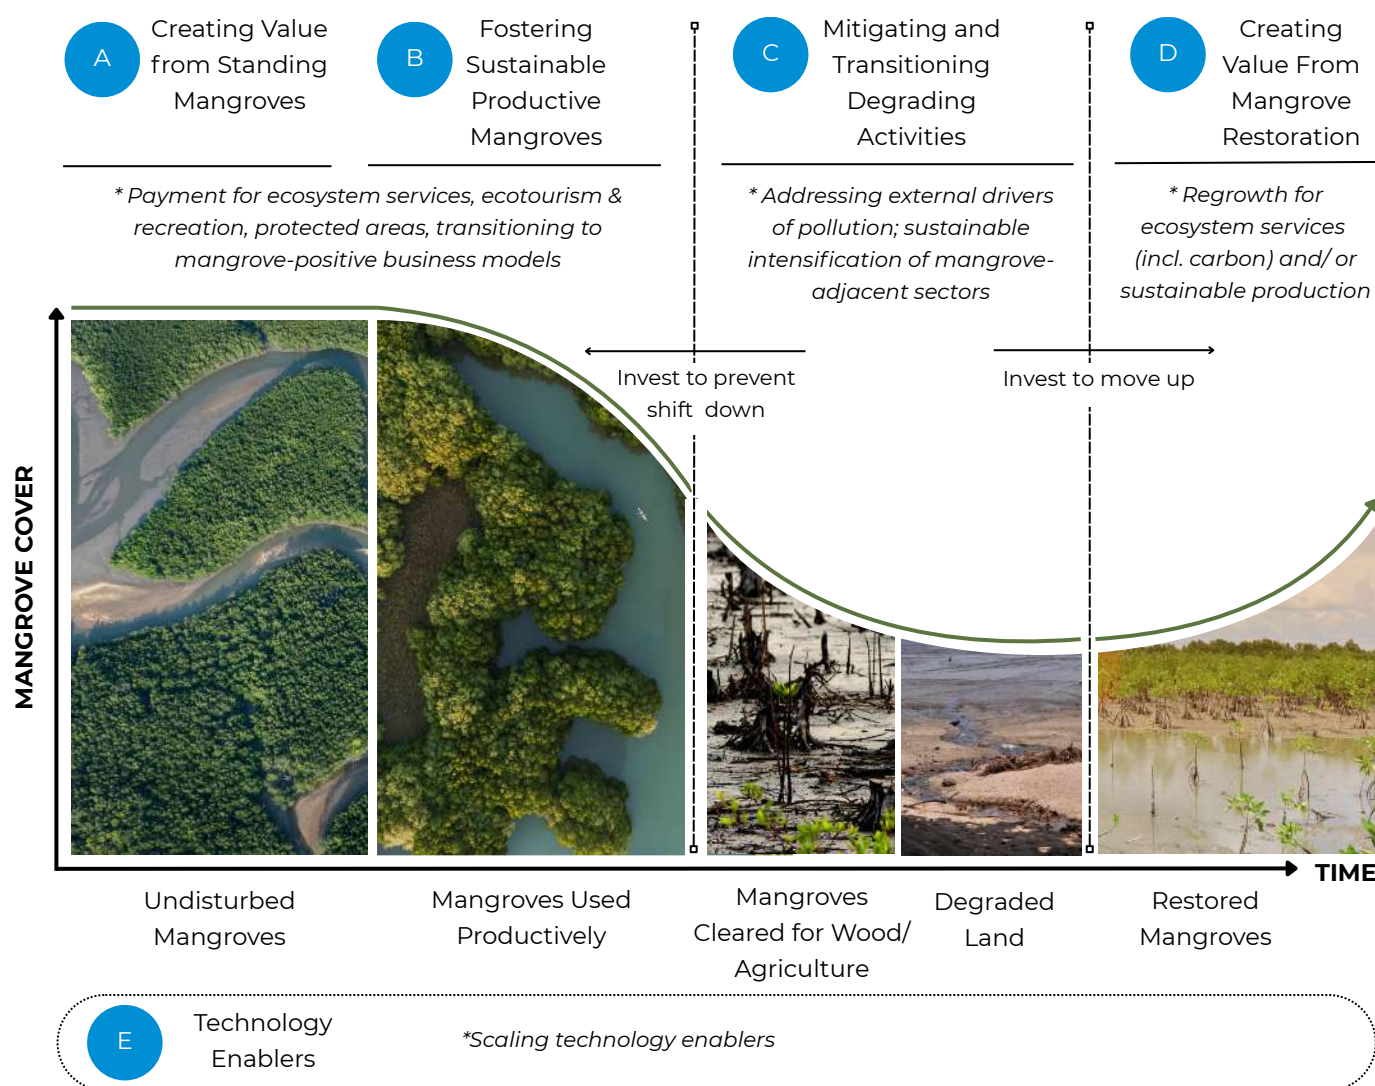 A
Creating Value
from Standing
Mangroves
B
Fostering
Sustainable
Productive
Mangroves
C
Mitigating and
Transitioning
Degrading
Activities
D
Creating
Value From
Mangrove
Restoration
* Payment for ecosystem services, ecotourism &
recreation, protected areas, transitioning to
mangrove-positive business models
* Addressing external drivers
of pollution; sustainable
intensification of mangrove-
adjacent sectors
* Regrowth for
ecosystem services
(incl. carbon) and/ or
sustainable production
Invest to prevent
shift down
Invest to move up
MANGROVE COVER
TIME
Undisturbed
Mangroves
Mangroves Used
Productively
Mangroves
Cleared for Wood/
Agriculture
Degraded
Land
Restored
Mangroves
E
Technology
Enablers
*Scaling technology enablers